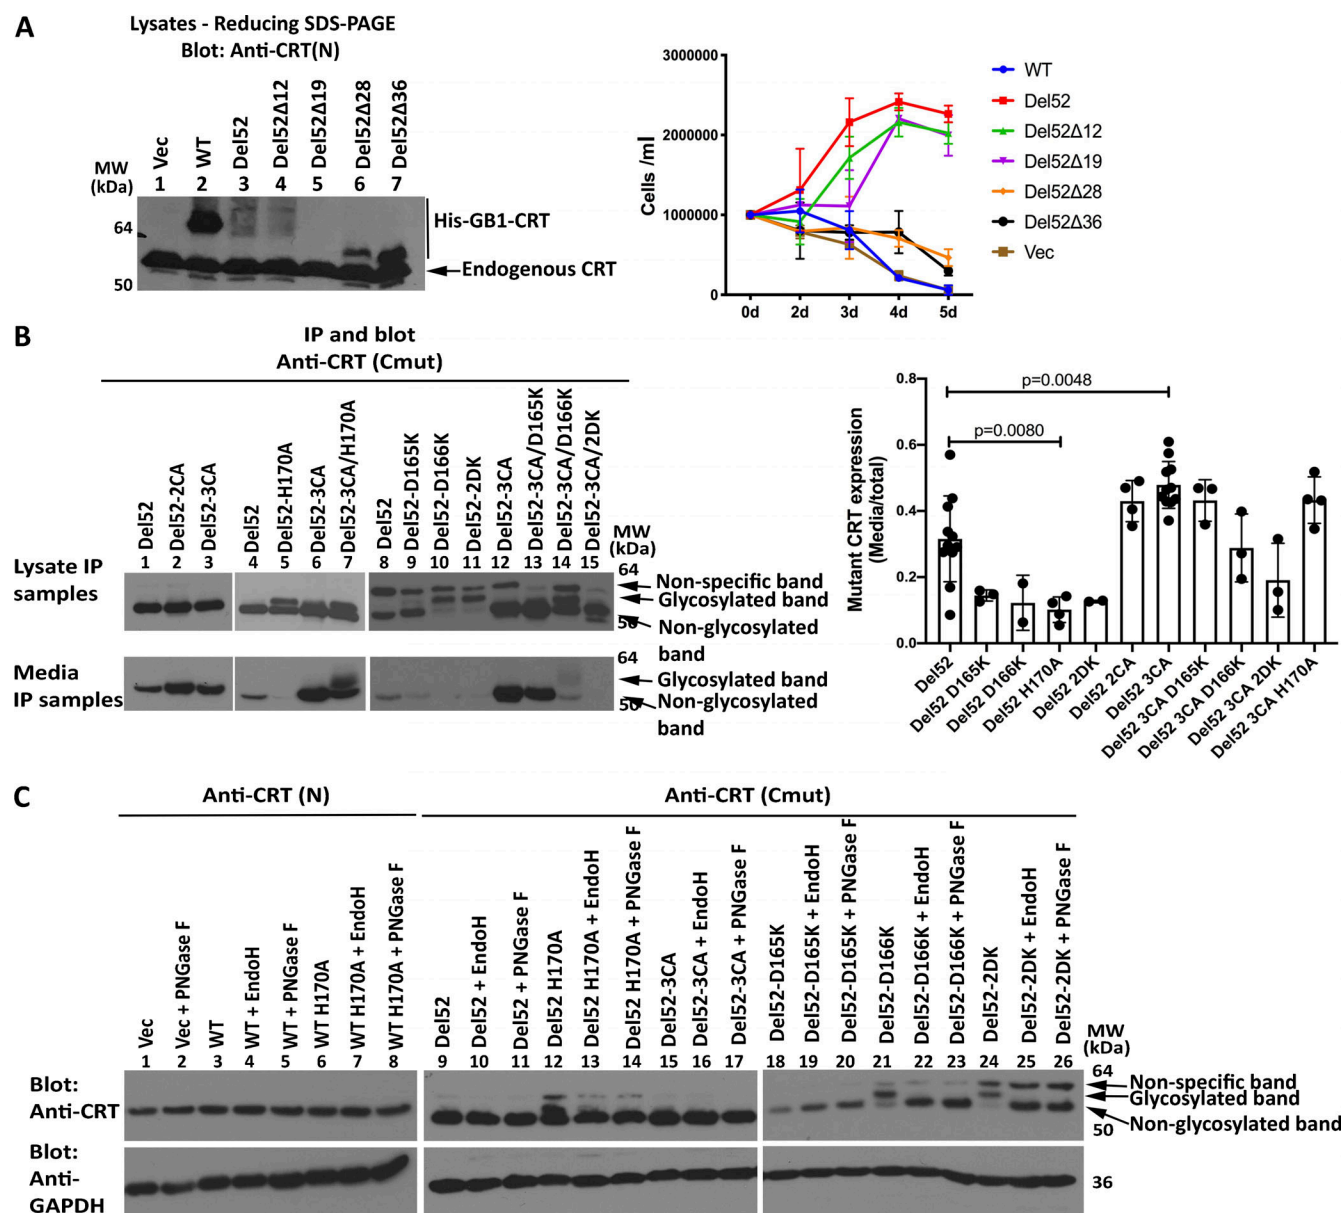 A
Lysates - Reducing SDS-PAGE
Blot: Anti-CRT(N)
Vec
WT
Del52
Del52Δ12
Del52Δ19
Del52Δ28
Del52Δ36
MW
(kDa)
1 2 3 4 5 6 7
64
50
His-GB1-CRT
Endogenous CRT
Cells /ml
3000000
2000000
1000000
0
0d 2d 3d 4d 5d
WT
Del52
Del52Δ12
Del52Δ19
Del52Δ28
Del52Δ36
Vec
B
IP and blot
Anti-CRT (Cmut)
Del52
Del52-2CA
Del52-3CA
Del52
Del52-H170A
Del52-3CA
Del52-3CA/H170A
Del52
Del52-D165K
Del52-D166K
Del52-2DK
Del52-3CA
Del52-3CA/D165K
Del52-3CA/D166K
Del52-3CA/2DK
MW
(kDa)
1 2 3 4 5 6 7 8 9 10 11 12 13 14 15
Lysate IP
samples
64
50
Non-specific band
Glycosylated band
Non-glycosylated
band
Media
IP samples
64
50
Glycosylated band
Non-glycosylated
band
Mutant CRT expression
(Media/total)
0.8
0.6
0.4
0.2
0.0
p=0.0048
p=0.0080
Del52
Del52 D165K
Del52 D166K
Del52 H170A
Del52 2DK
Del52 2CA
Del52 3CA
Del52 3CA D165K
Del52 3CA D166K
Del52 3CA 2DK
Del52 3CA H170A
C
Anti-CRT (N)
Anti-CRT (Cmut)
Vec
Vec + PNGase F
WT
WT + EndoH
WT + PNGase F
WT H170A
WT H170A + EndoH
WT H170A + PNGase F
Del52
Del52 + EndoH
Del52 + PNGase F
Del52 H170A
Del52 H170A + EndoH
Del52 H170A + PNGase F
Del52-3CA
Del52-3CA + EndoH
Del52-3CA + PNGase F
Del52-D165K
Del52-D165K + EndoH
Del52-D165K + PNGase F
Del52-D166K
Del52-D166K + EndoH
Del52-D166K + PNGase F
Del52-2DK
Del52-2DK + EndoH
Del52-2DK + PNGase F
MW
(kDa)
1 2 3 4 5 6 7 8 9 10 11 12 13 14 15 16 17 18 19 20 21 22 23 24 25 26
Blot:
Anti-CRT
64
50
Non-specific band
Glycosylated band
Non-glycosylated band
Blot:
Anti-
GAPDH
36